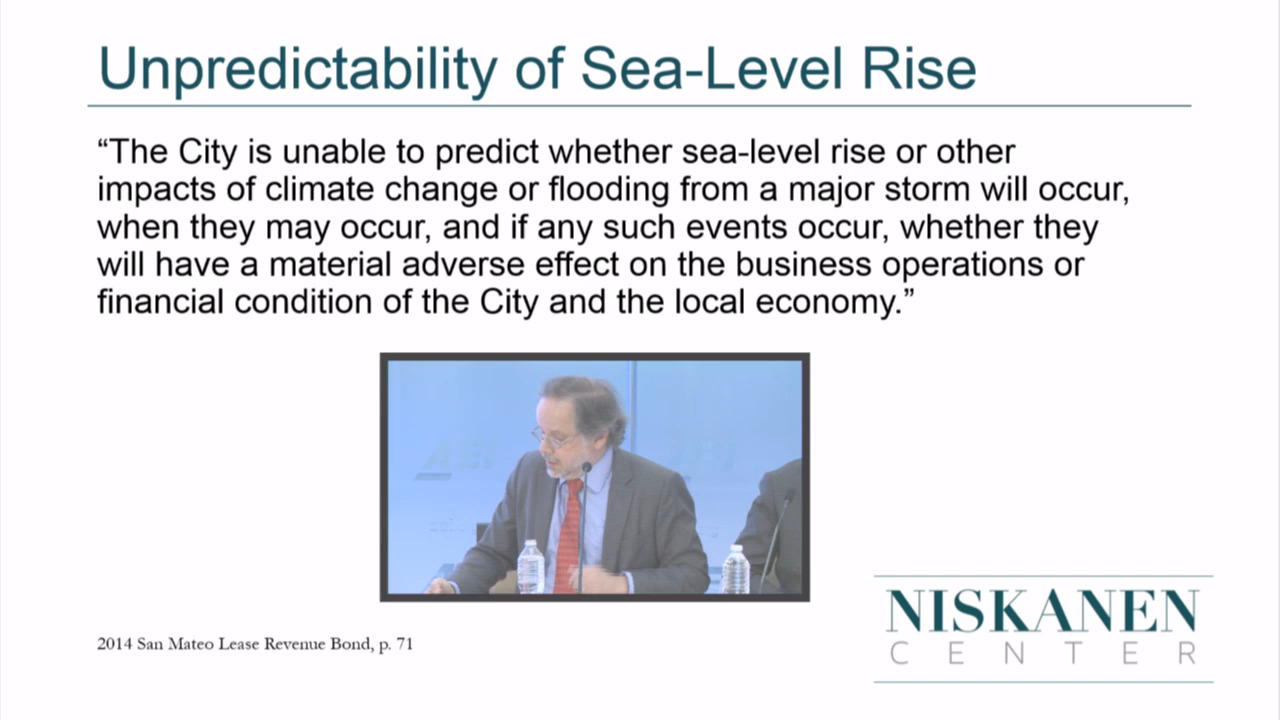 Unpredictability of Sea-Level Rise
“The City is unable to predict whether sea-level rise or other
impacts of climate change or flooding from a major storm will occur,
when they may occur, and if any such events occur, whether they
will have a material adverse effect on the business operations or
financial condition of the City and the local economy.”
AEI
AEI
2014 San Mateo Lease Revenue Bond, p. 71
NISKANEN
CENTER